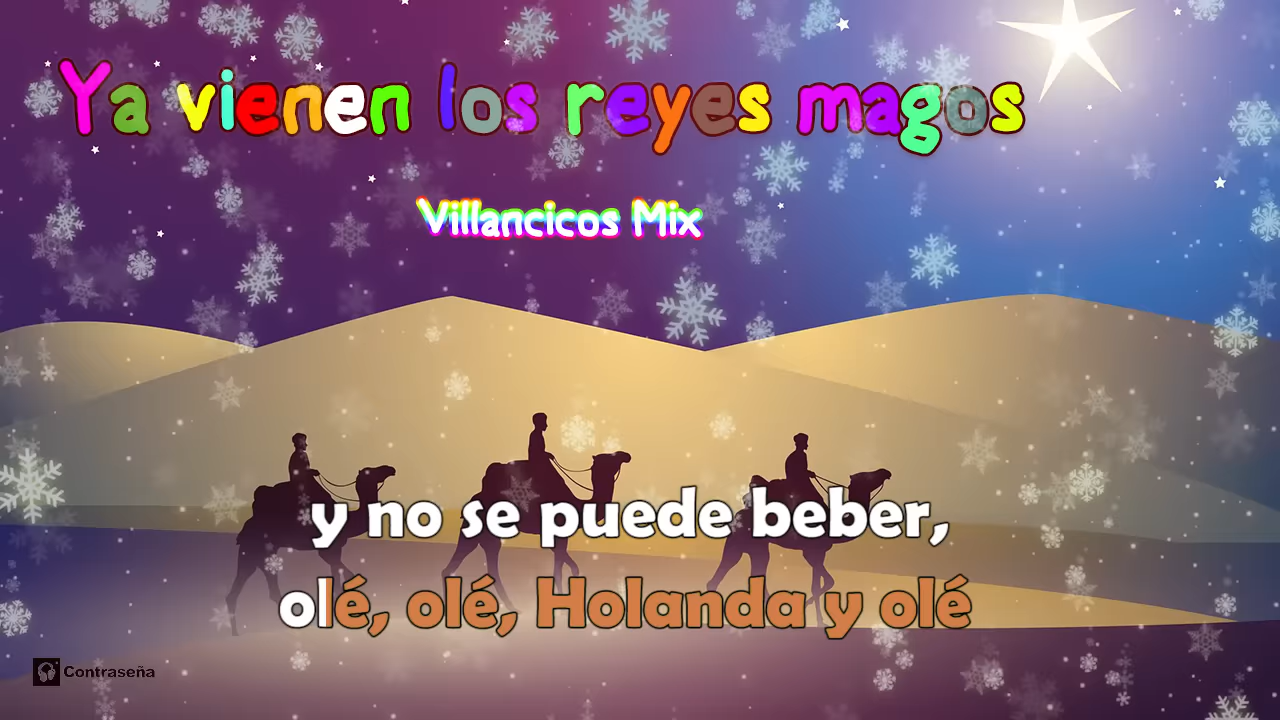 Ya vienen los reyes magos
Villancicos Mix
y no se puede beber,
olé, olé, Holanda y olé
Contraseña